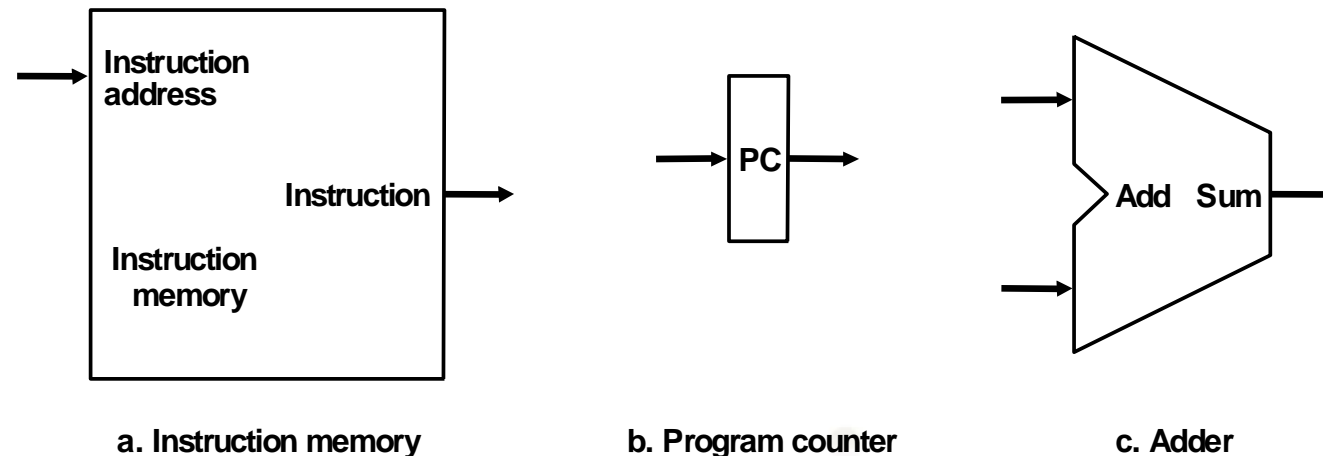 Instruction
address
Instruction
Instruction
memory
PC
Add Sum
a. Instruction memory
b. Program counter
c. Adder